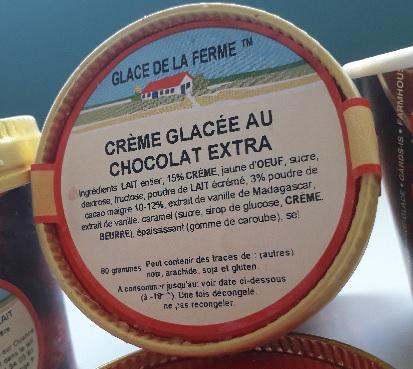 GLACE DE LA FERME ™
CRÈME GLACÉE AU
CHOCOLAT EXTRA
Ingrédients LAIT entier, 15% CRÈME, jaune d'OEUF, sucre,
dextrose, fructose, poudre de LAIT écrémé, 3% poudre de
cacao maigre 10-12%, extrait de vanille de Madagascar,
extrait de vanille, caramel (sucre, sirop de glucose, CRÈME,
BEURRE), épaississant (gomme de caroube), sel
80 grammes Peut contenir des traces de : (autres)
noix, arachide, soja et gluten.
A consommer jusqu'au: voir date ci-dessous
Une fois décongelé,
ne pas recongeler.
LAIT
FARMHOUS